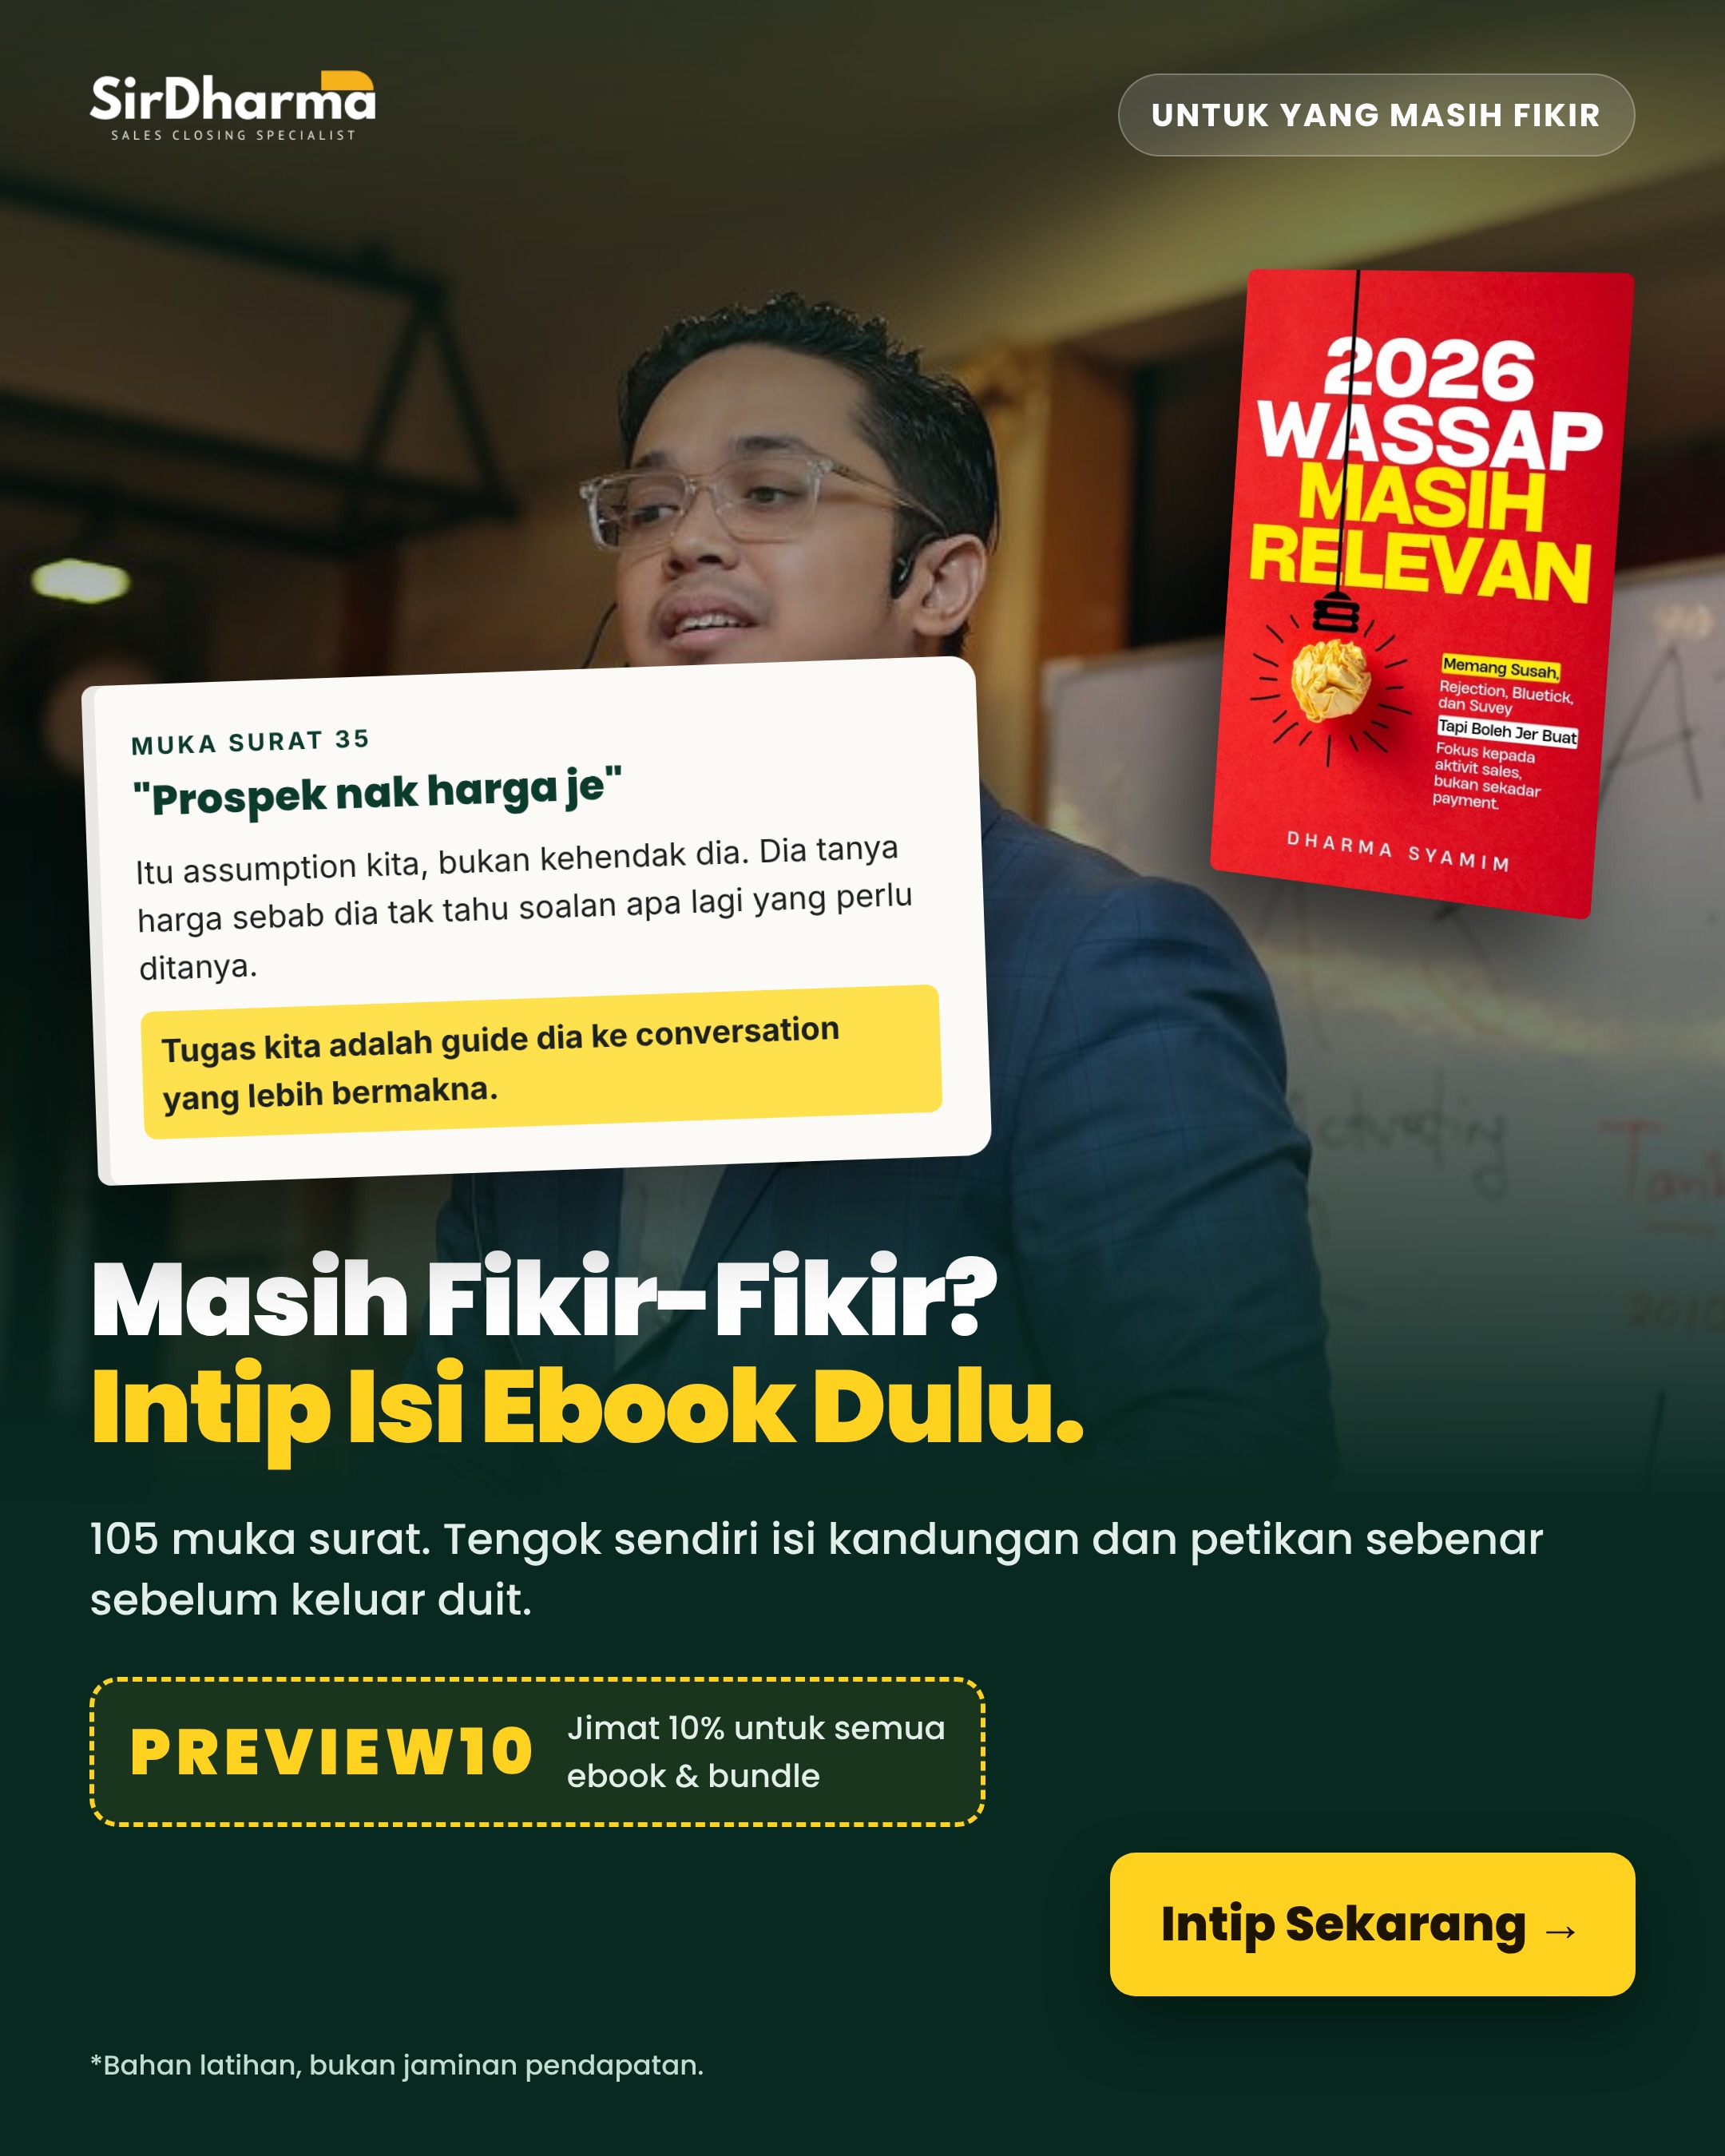 SirDharma
SALES CLOSING SPECIALIST
UNTUK YANG MASIH FIKIR
2026
WASSAP
MASIH
RELEVAN
Memang Susah,
Rejection, Bluetick,
dan Suvey
Tapi Boleh Jer Buat
Fokus kepada
aktivit sales,
bukan sekadar
payment.
DHARMA SYAMIM
MUKA SURAT 35
"Prospek nak harga je"
Itu assumption kita, bukan kehendak dia. Dia tanya
harga sebab dia tak tahu soalan apa lagi yang perlu
ditanya.
Tugas kita adalah guide dia ke conversation
yang lebih bermakna.
Masih Fikir-Fikir?
Intip Isi Ebook Dulu.
105 muka surat. Tengok sendiri isi kandungan dan petikan sebenar
sebelum keluar duit.
PREVIEW10
Jimat 10% untuk semua
ebook & bundle
Intip Sekarang →
*Bahan latihan, bukan jaminan pendapatan.